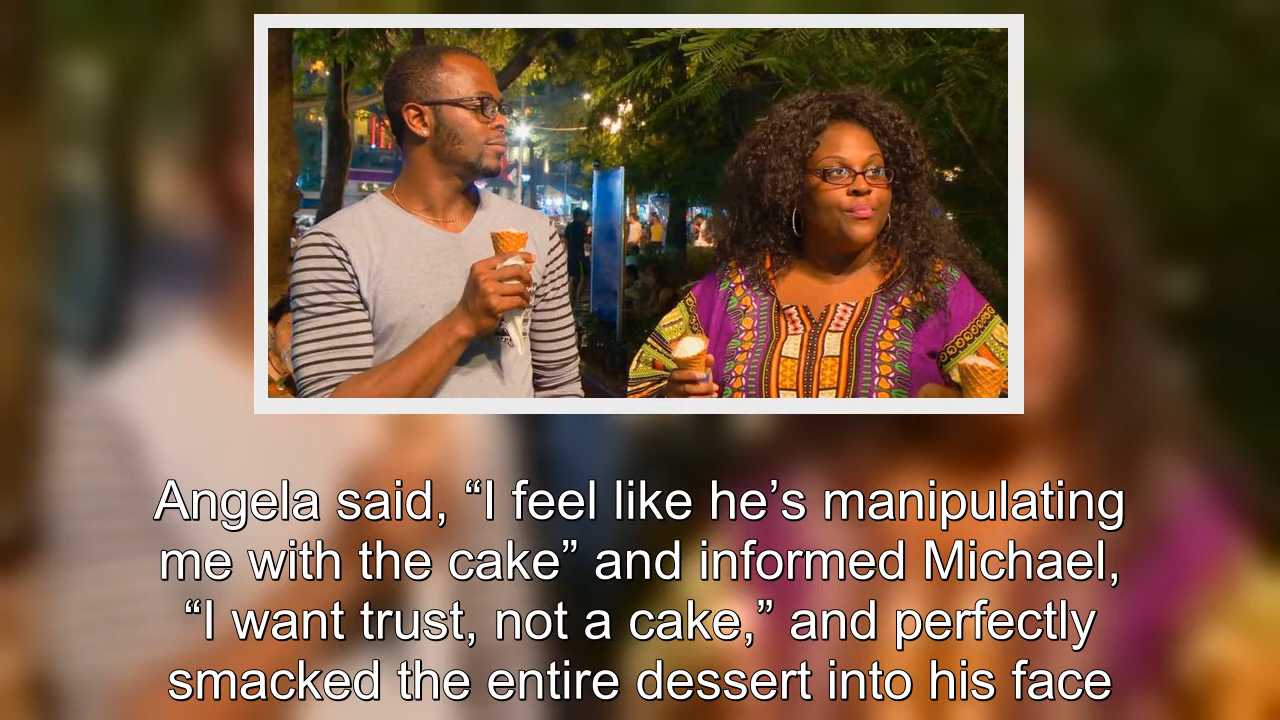 Angela said, “I feel like he’s manipulating
me with the cake” and informed Michael,
“I want trust, not a cake,” and perfectly
smacked the entire dessert into his face